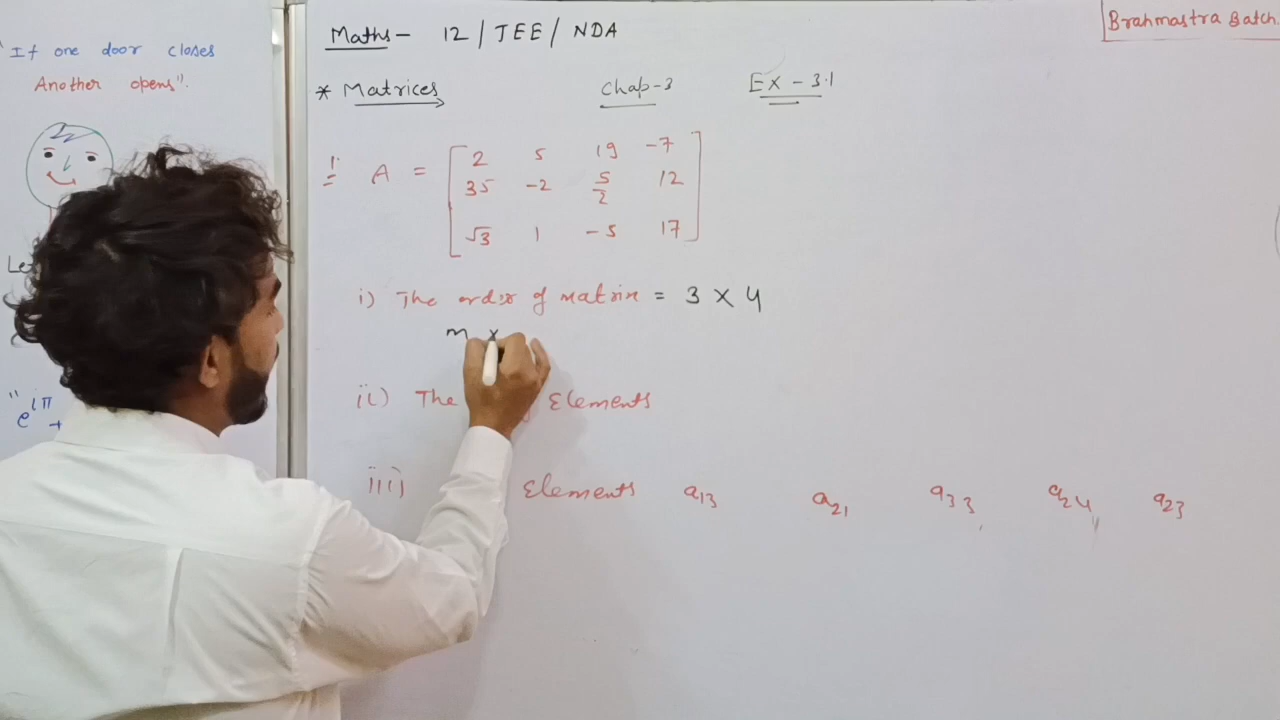 "If one door closes
Another opens".
Le
"e^iπ +
Maths - 12 / JEE / NDA
Brahmastra Batch
* Matrices Chap-3 Ex - 3.1
1. A = [ 2 5 19 -7
35 -2 5/2 12
√3 1 -5 17 ]
i) The order of matrix = 3 × 4
m ×
ii) The Elements
iii) Elements a13 a21 a33 a24 a23